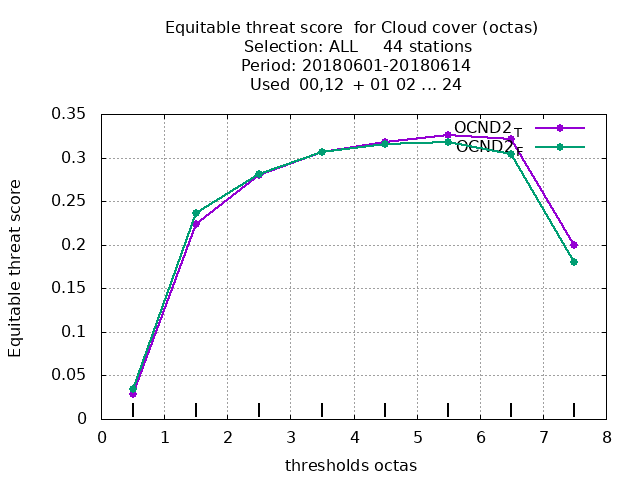 Equitable threat score  for Cloud cover (octas)
Selection: ALL     44 stations
Period: 20180601-20180614
Used  00,12  + 01 02 ... 24
0.35
OCND2T
0.3
OCND2F
0.25
0.2
0.15
0.1
0.05
0
Equitable threat score
0 1 2 3 4 5 6 7 8
thresholds octas